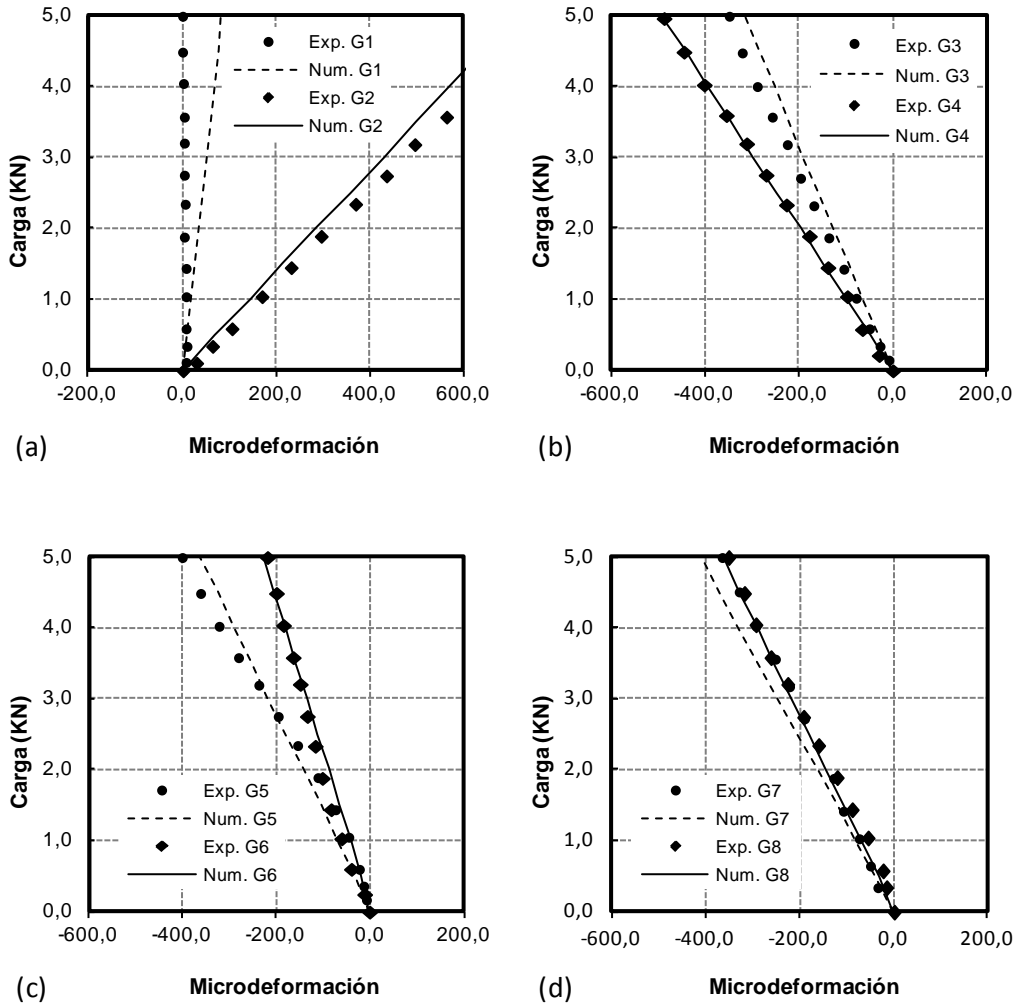 5,0
4,0
3,0
2,0
1,0
0,0
Carga (KN)
Exp. G1
Num. G1
Exp. G2
Num. G2
-200,0 0,0 200,0 400,0 600,0
(a) Microdeformación
5,0
4,0
3,0
2,0
1,0
0,0
Carga (KN)
Exp. G3
Num. G3
Exp. G4
Num. G4
-600,0 -400,0 -200,0 0,0 200,0
(b) Microdeformación
5,0
4,0
3,0
2,0
1,0
0,0
Carga (KN)
Exp. G5
Num. G5
Exp. G6
Num. G6
-600,0 -400,0 -200,0 0,0 200,0
(c) Microdeformación
5,0
4,0
3,0
2,0
1,0
0,0
Carga (KN)
Exp. G7
Num. G7
Exp. G8
Num. G8
-600,0 -400,0 -200,0 0,0 200,0
(d) Microdeformación